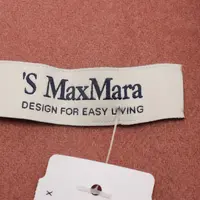 'S MaxMara
DESIGN FOR EASY LIVING
x